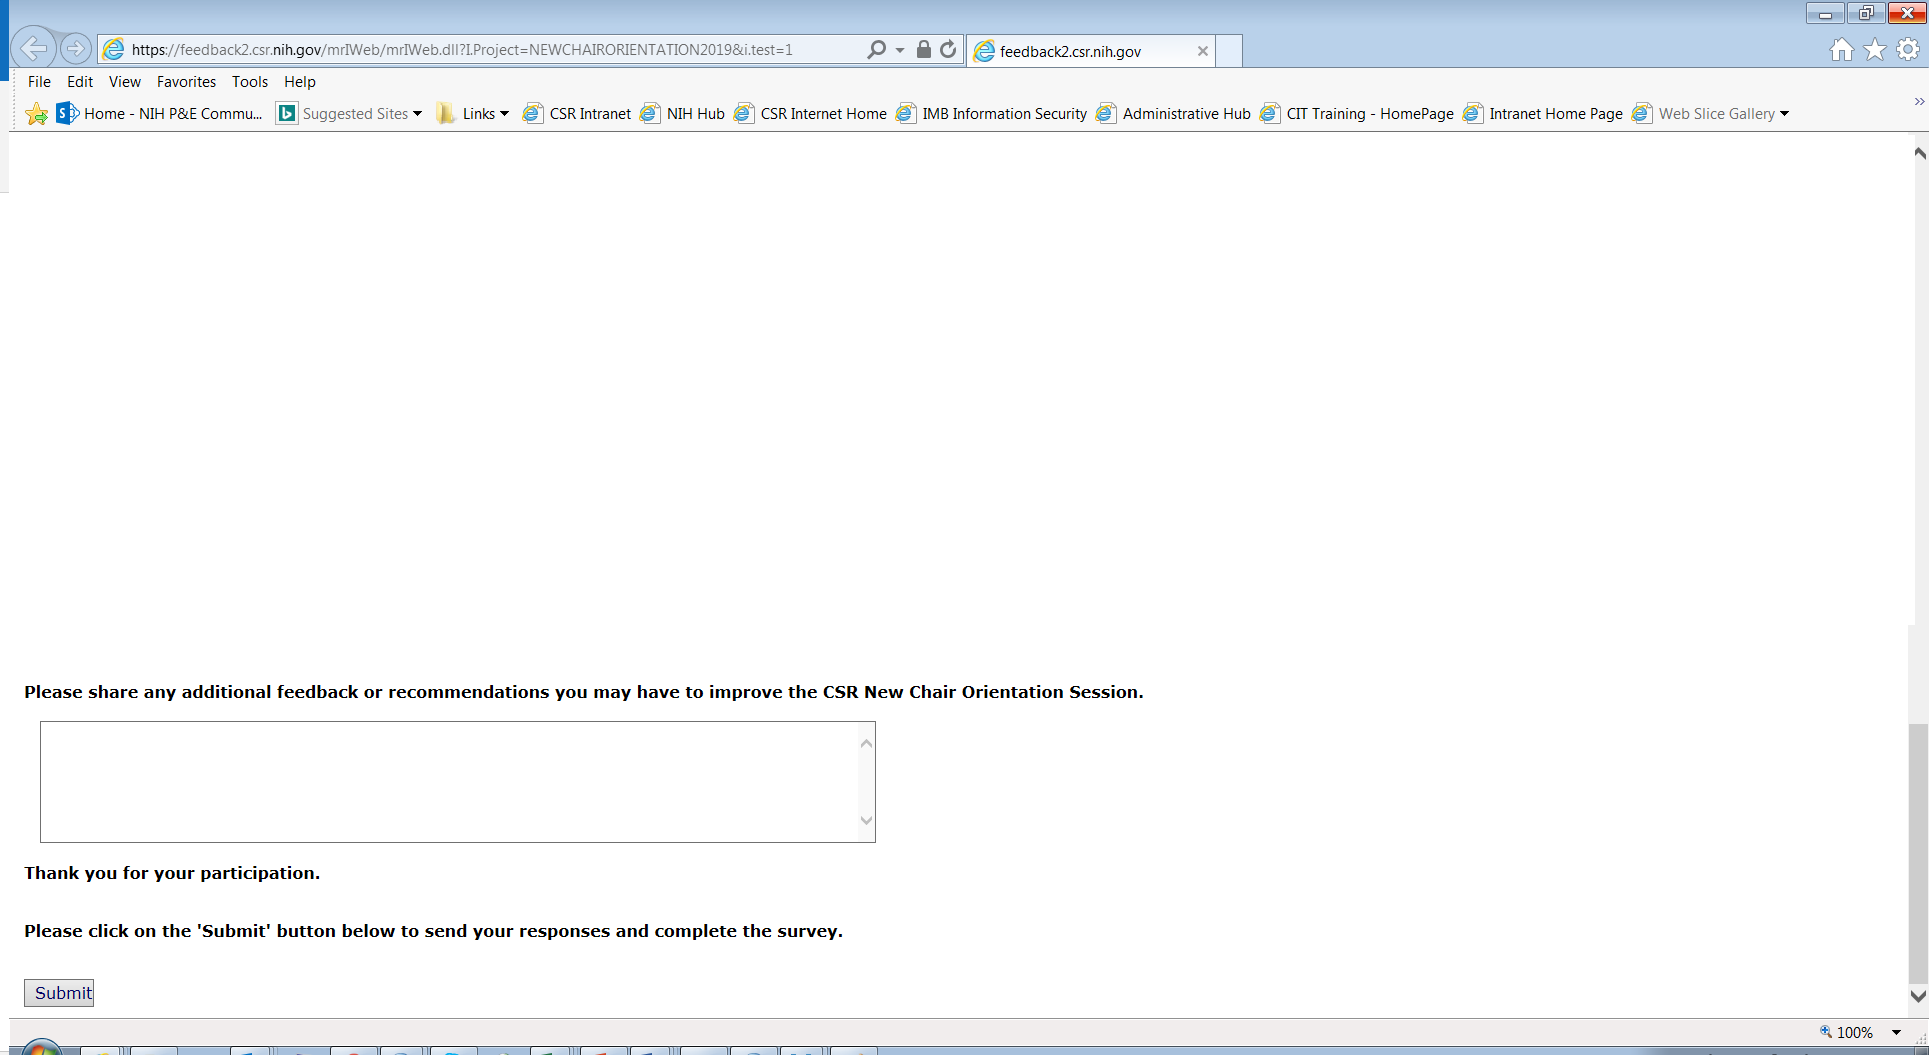 https://feedback2.csr.nih.gov/mrIWeb/mrIWeb.dll?I.Project=NEWCHAIRORIENTATION2019&i.test=1
feedback2.csr.nih.gov
File Edit View Favorites Tools Help
Home - NIH P&E Commu... Suggested Sites Links CSR Intranet NIH Hub CSR Internet Home IMB Information Security Administrative Hub CIT Training - HomePage Intranet Home Page Web Slice Gallery
Please share any additional feedback or recommendations you may have to improve the CSR New Chair Orientation Session.
Thank you for your participation.
Please click on the 'Submit' button below to send your responses and complete the survey.
Submit
100%